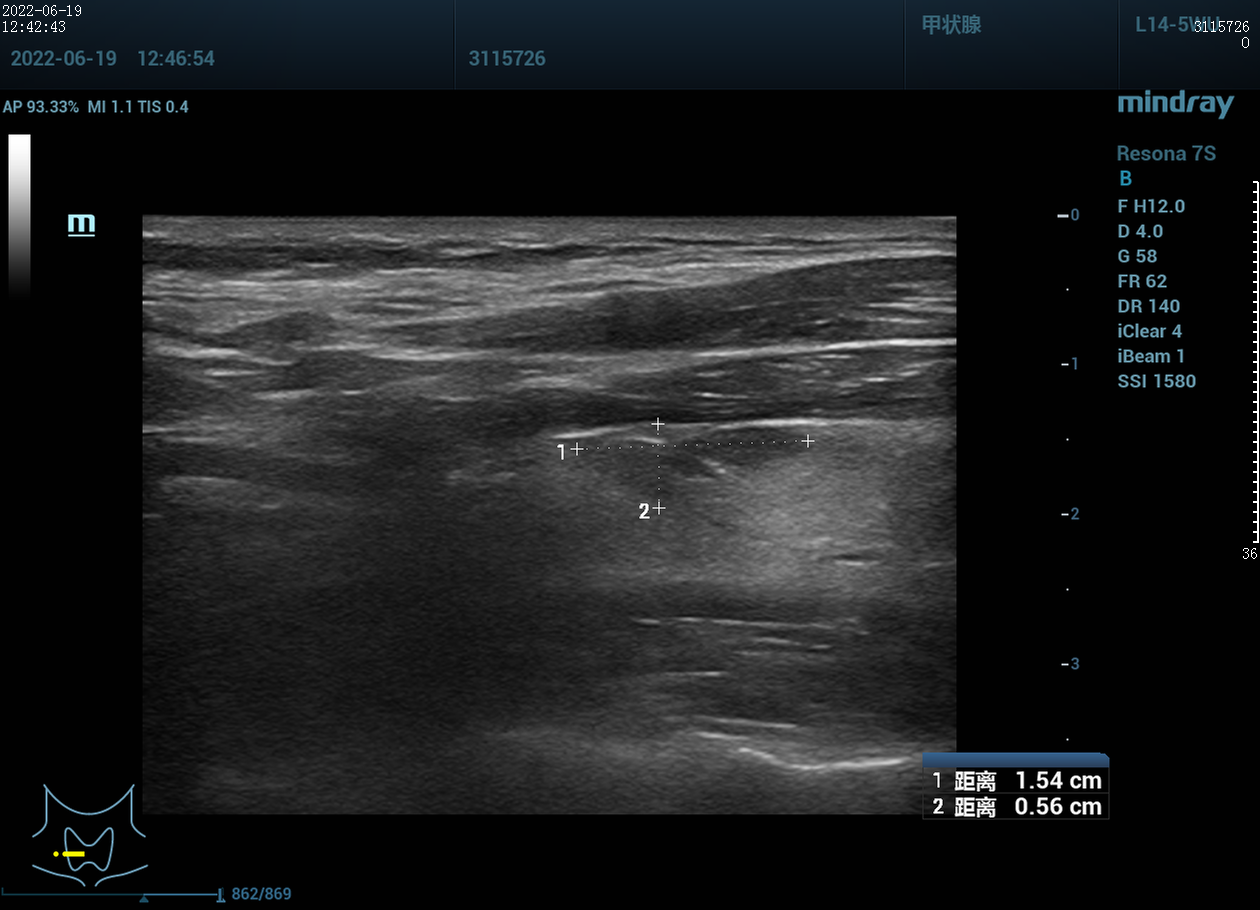 2022-06-19
12:42:43
2022-06-19 12:46:54
3115726
甲状腺
L14-5WU
3115726
0
AP 93.33% MI 1.1 TIS 0.4
mindray
Resona 7S
B
F H12.0
D 4.0
G 58
FR 62
DR 140
iClear 4
iBeam 1
SSI 1580
m
0
1
2
3
36
1
2
1 距离 1.54 cm
2 距离 0.56 cm
862/869